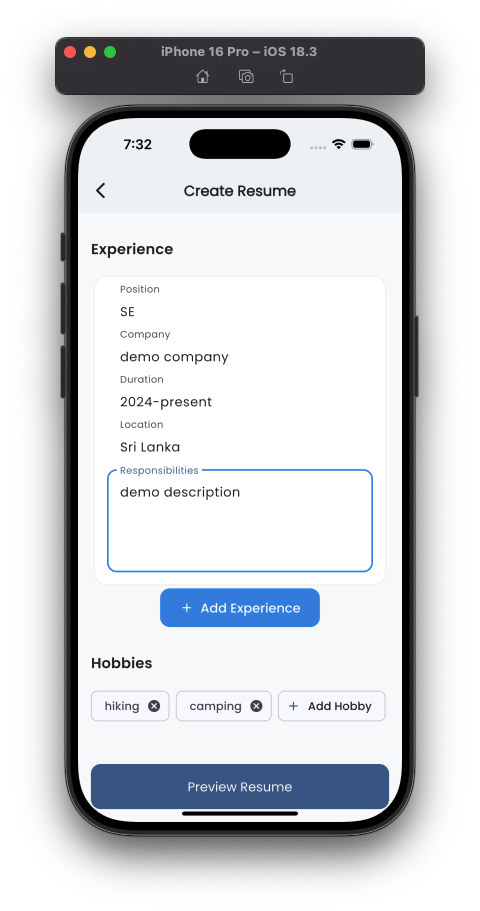 iPhone 16 Pro – iOS 18.3
7:32
Create Resume
Experience
Position
SE
Company
demo company
Duration
2024-present
Location
Sri Lanka
Responsibilities
demo description
+ Add Experience
Hobbies
hiking
camping
+ Add Hobby
Preview Resume